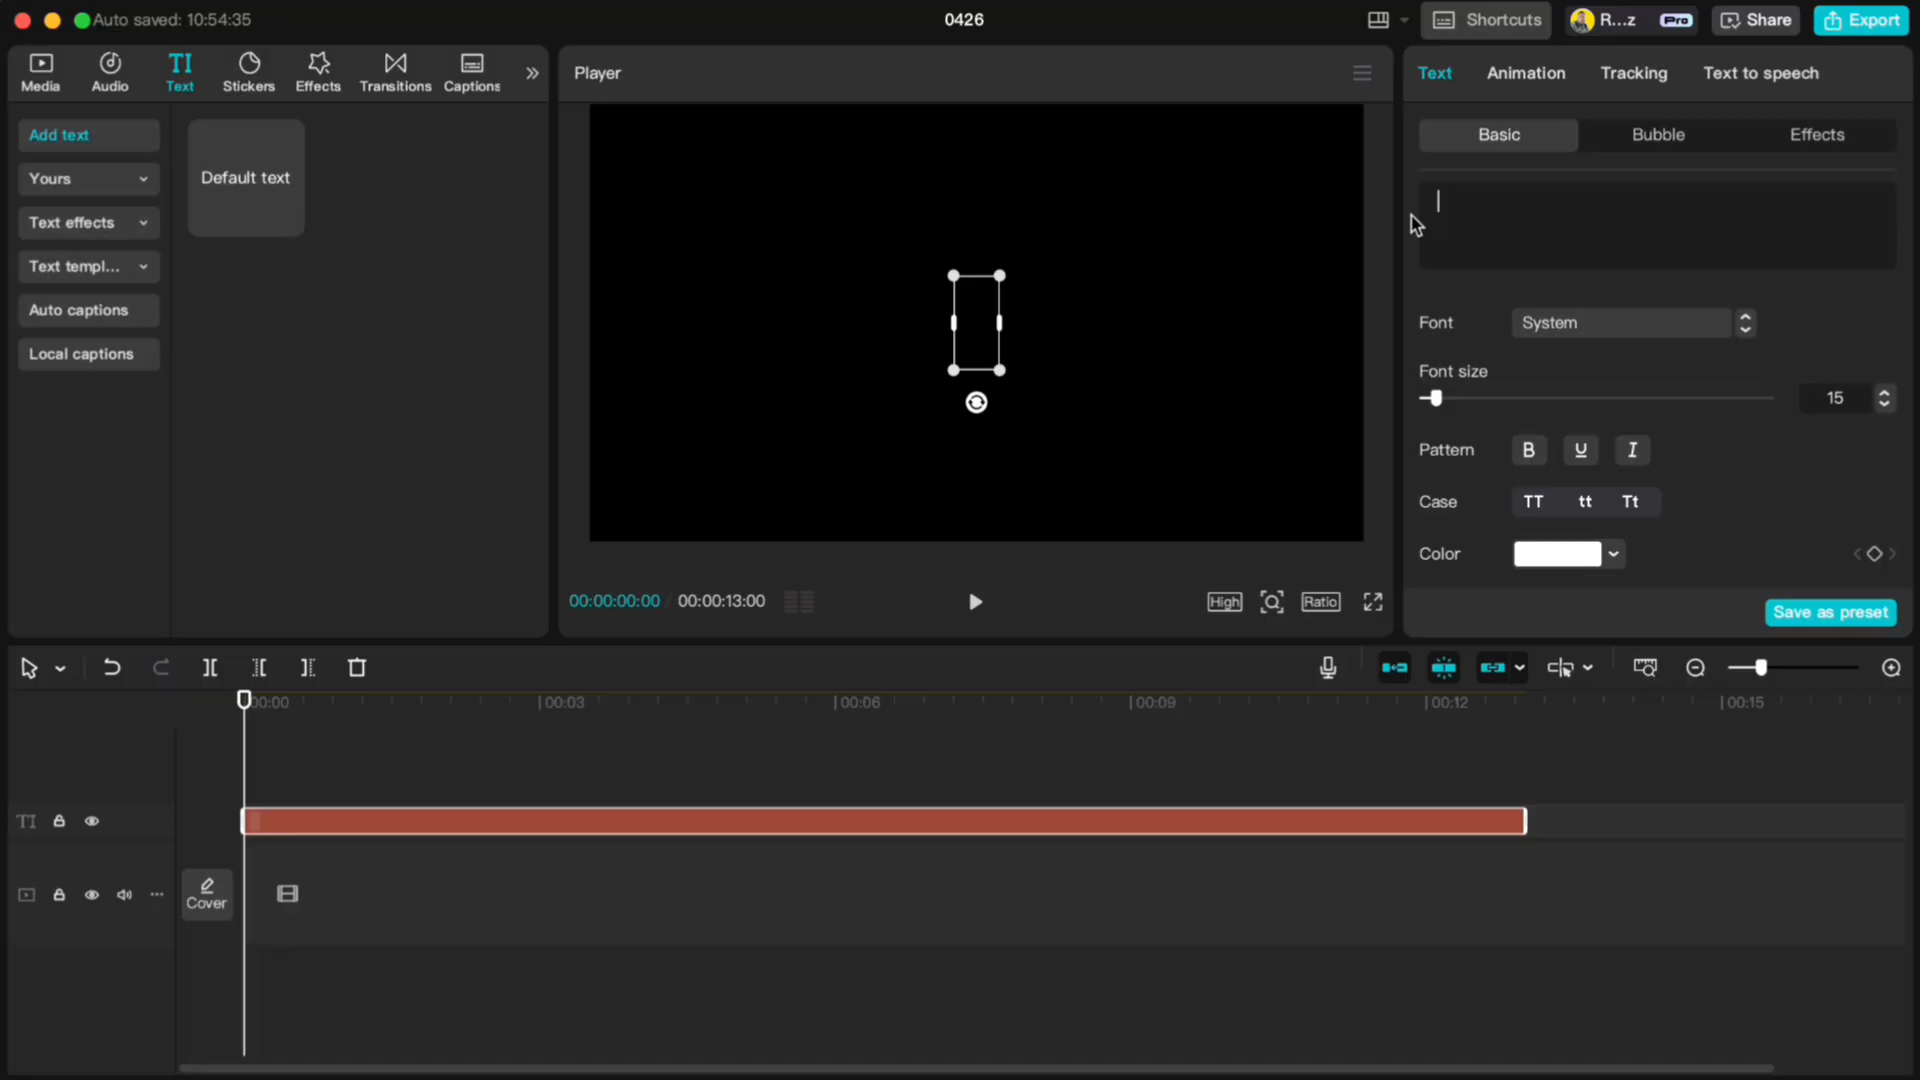 Auto saved: 10:54:35
0426
Shortcuts
R...z
Pro
Share
Export
Media
Audio
TI
Text
Stickers
Effects
Transitions
Captions
Player
Text
Animation
Tracking
Text to speech
Add text
Yours
Text effects
Text templ...
Auto captions
Local captions
Default text
Basic
Bubble
Effects
Font
System
Font size
15
Pattern
B
U
I
Case
TT
tt
Tt
Color
Save as preset
00:00:00:00 / 00:00:13:00
High
Ratio
00:00
00:03
00:06
00:09
00:12
00:15
TI
Cover